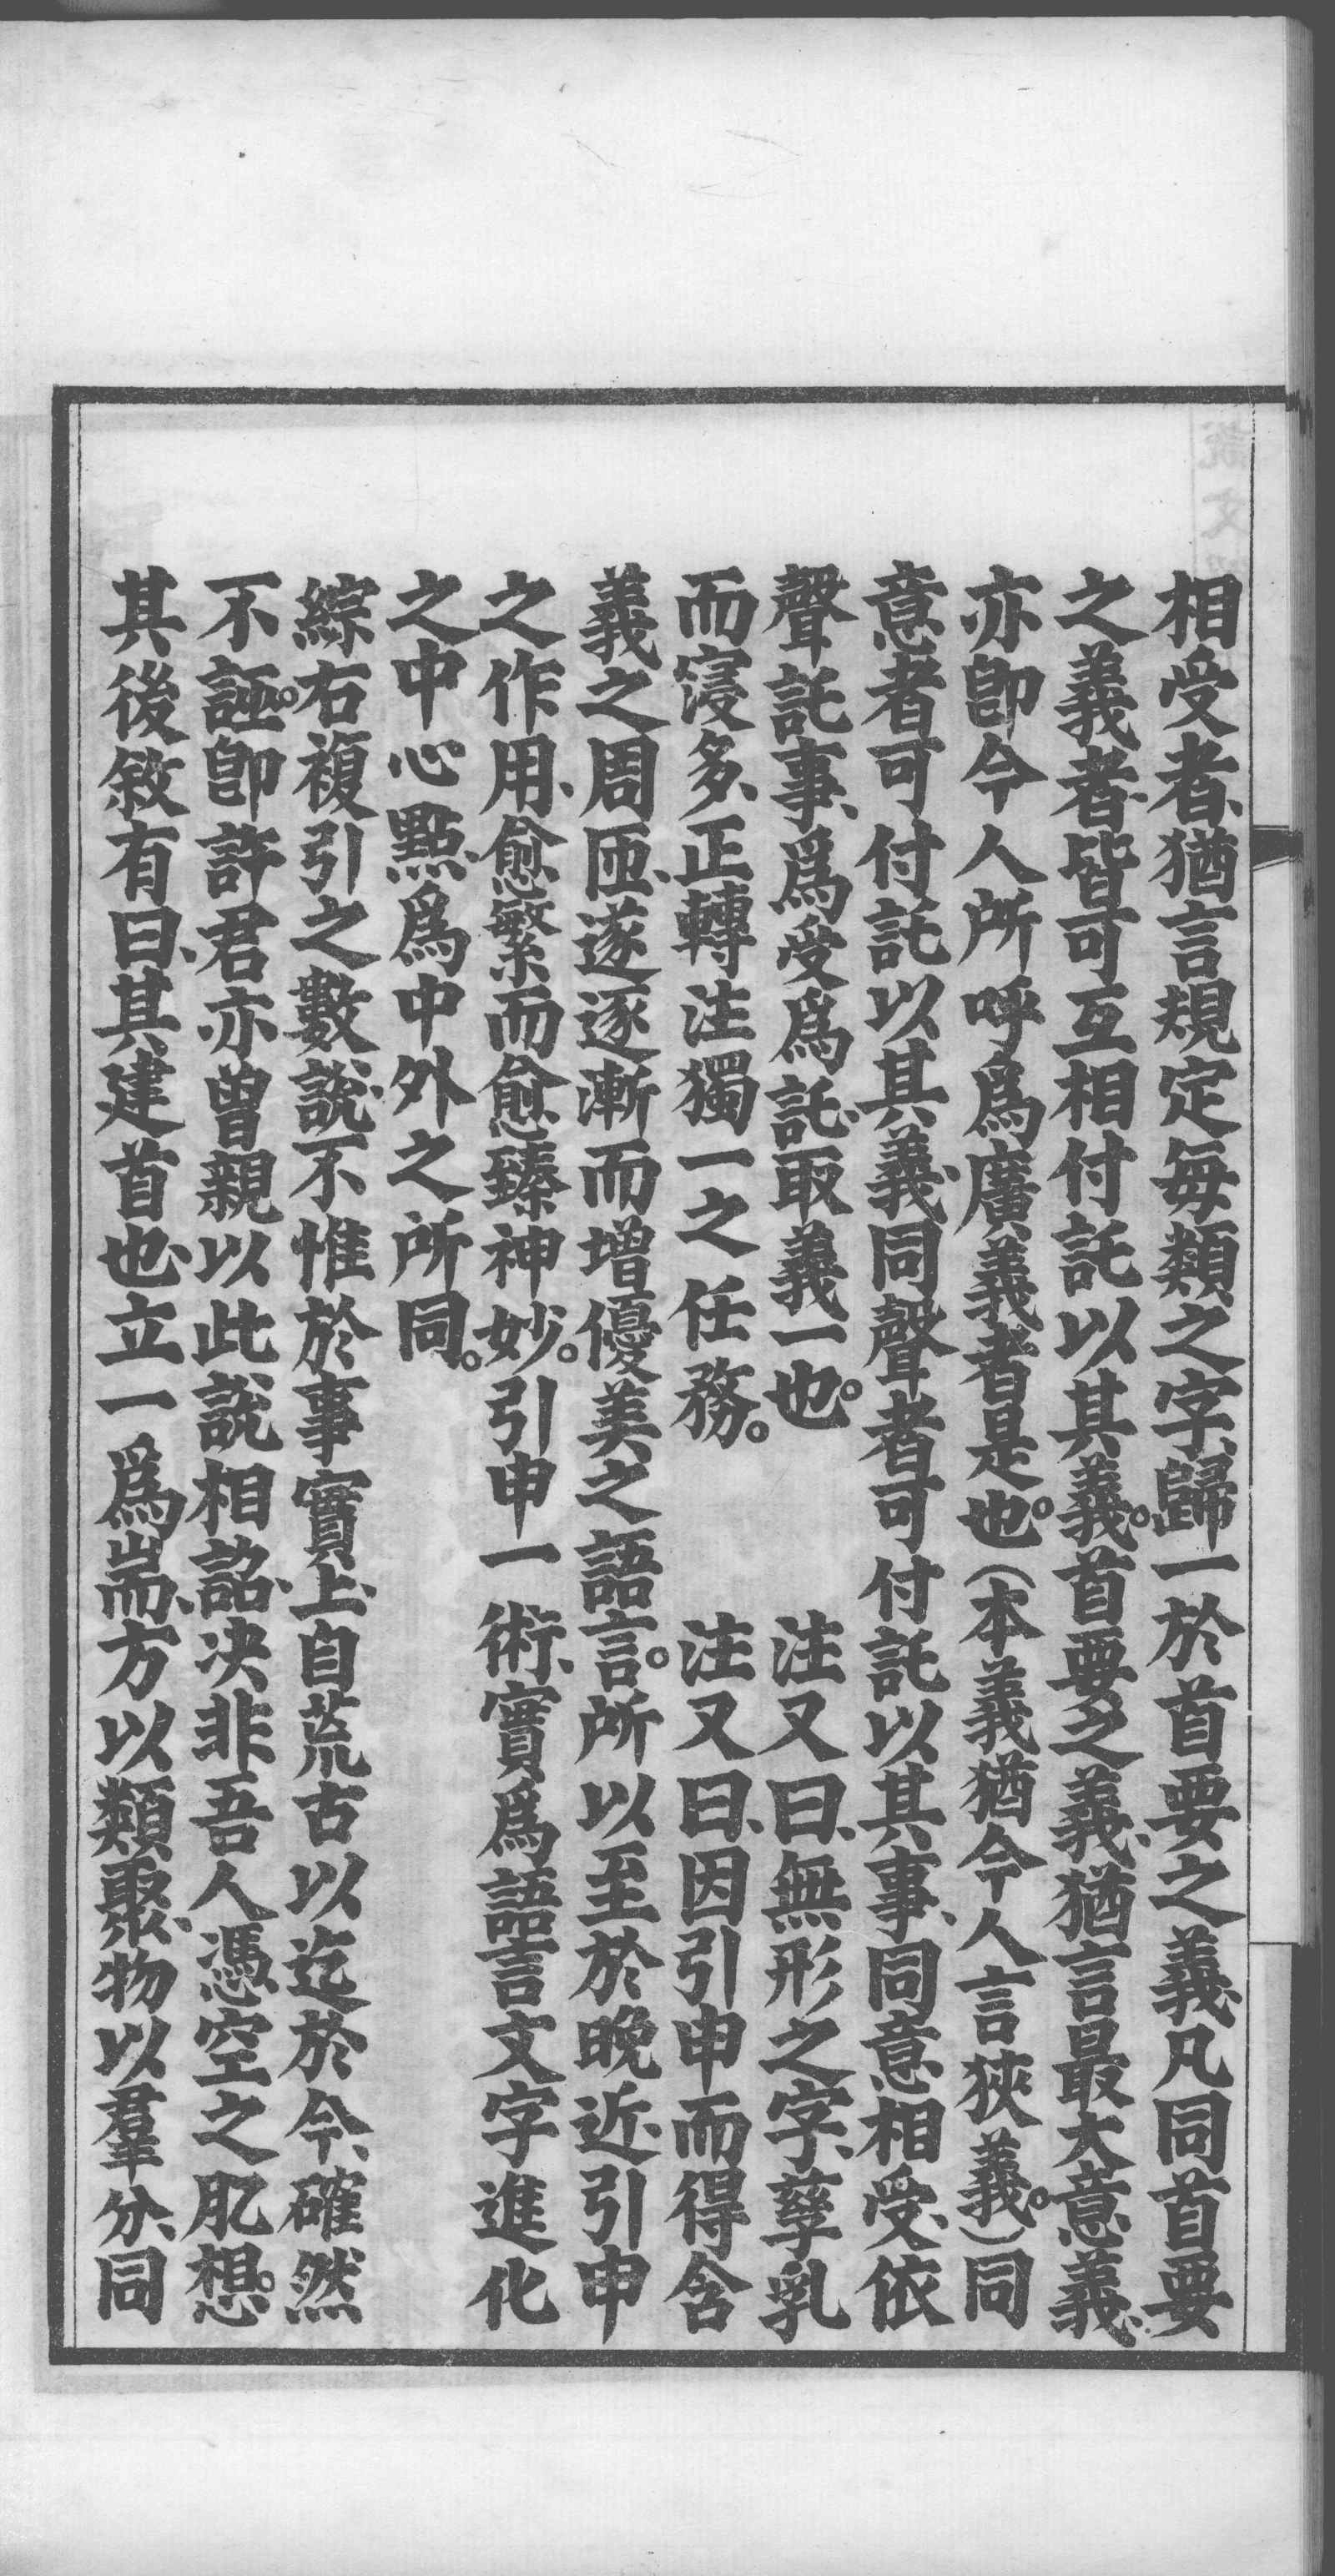 相受者、猶言規定每類之字、歸一於首要之義、凡同首要
之義者、皆可互相付託以其義。首要之義、猶言最大意義、
亦卽今人所呼爲廣義者是也。（本義猶今人言狹義。）同
意者可付託以其義、同聲者可付託以其事、同意相受、依
聲託事、爲受爲託、取義一也。　　注又曰、無形之字、孳乳
而寖多、正轉注獨一之任務。　　注又曰、因引申而得含
義之周匝、遂逐漸而增優美之語言。所以至於晚近、引申
之作用、愈繁而愈臻神妙。引申一術、實爲語言文字進化
之中心點、爲中外之所同。
綜右複引之數說、不惟於事實上、自荒古以迄於今、確然
不誣。卽許君亦曾親以此說相詔、决非吾人憑空之肊想。
其後敘有曰、其建首也、立一爲耑、方以類聚、物以羣分、同